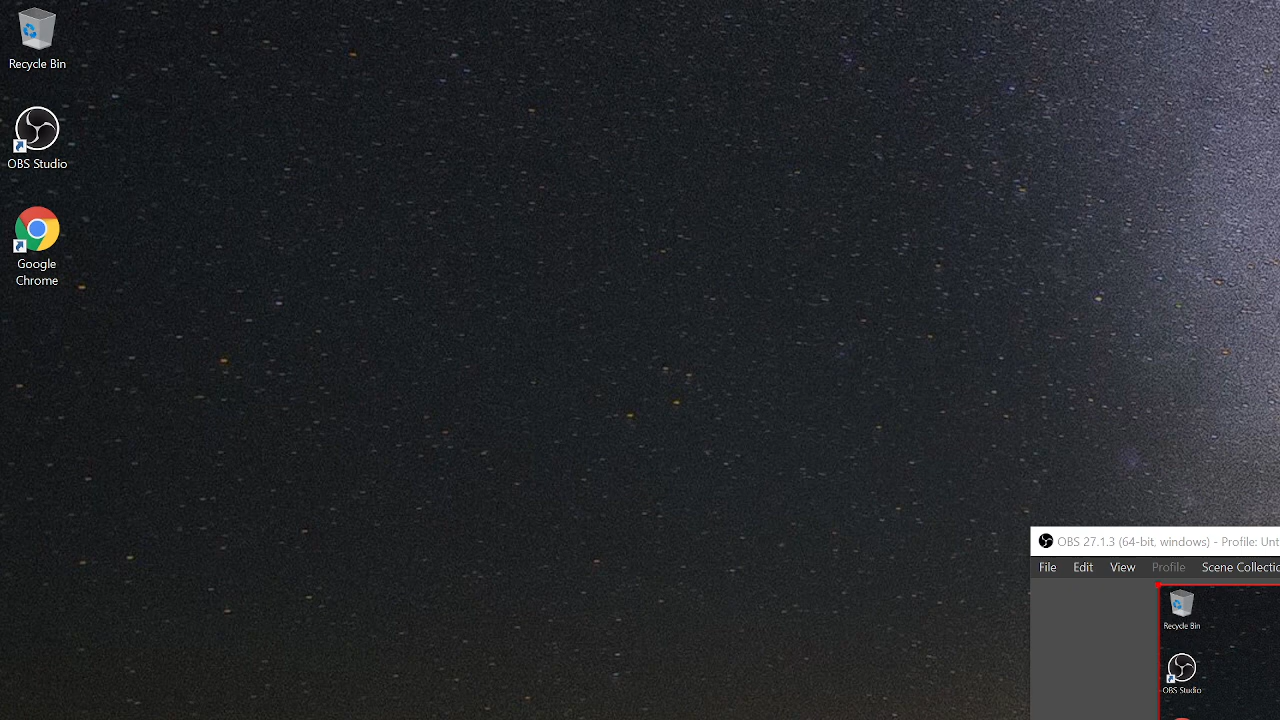 Recycle Bin
OBS Studio
Google
Chrome
OBS 27.1.3 (64-bit, windows) - Profile: Unt
File Edit View Profile Scene Collectio
Recycle Bin
OBS Studio